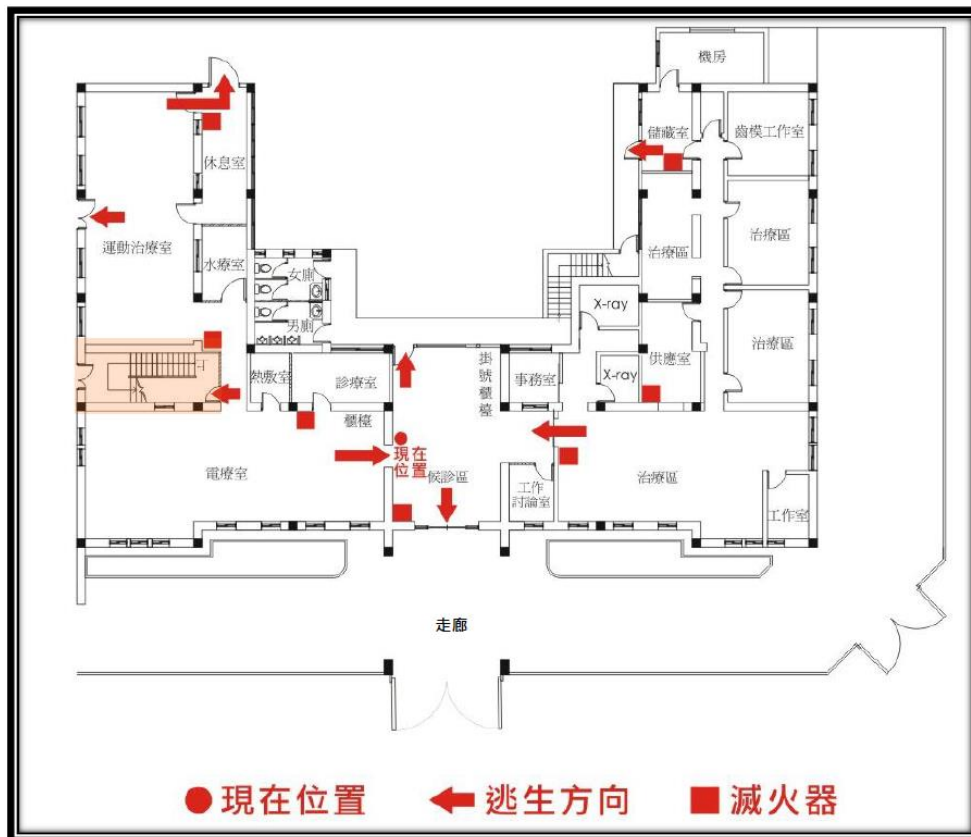 機房
儲藏室
齒模工作室
休息室
治療區
治療區
運動治療室
水療室
女廁
X-ray
男廁
治療區
掛號櫃檯
熱敷室
診療室
事務室
X-ray
供應室
櫃檯
現在
位置
電療室
候診區
工作
討論室
治療區
工作室
走廊
現在位置
逃生方向
滅火器